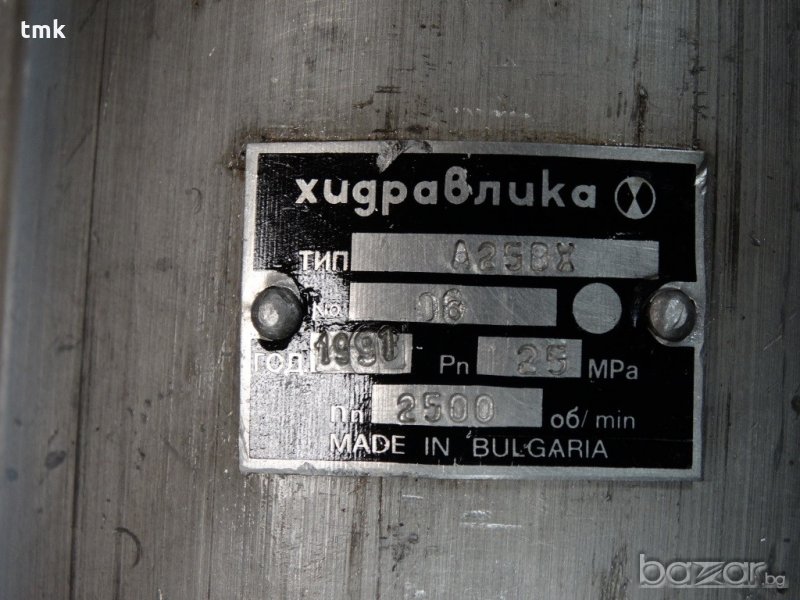 tmk
хидравлика
ТИП А25ВХ
No 06
ГОД 1991 Pn 25 MPa
nn 2500 об/min
MADE IN BULGARIA
bazar.bg